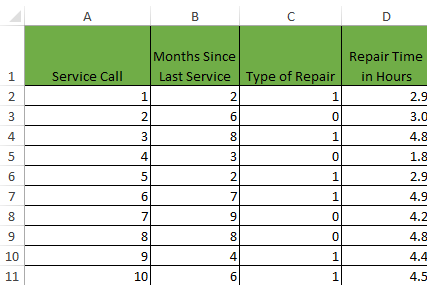 A B C D
1 Service Call Months Since Last Service Type of Repair Repair Time in Hours
2 1 2 1 2.9
3 2 6 0 3.0
4 3 8 1 4.8
5 4 3 0 1.8
6 5 2 1 2.9
7 6 7 1 4.9
8 7 9 0 4.2
9 8 8 0 4.8
10 9 4 1 4.4
11 10 6 1 4.5